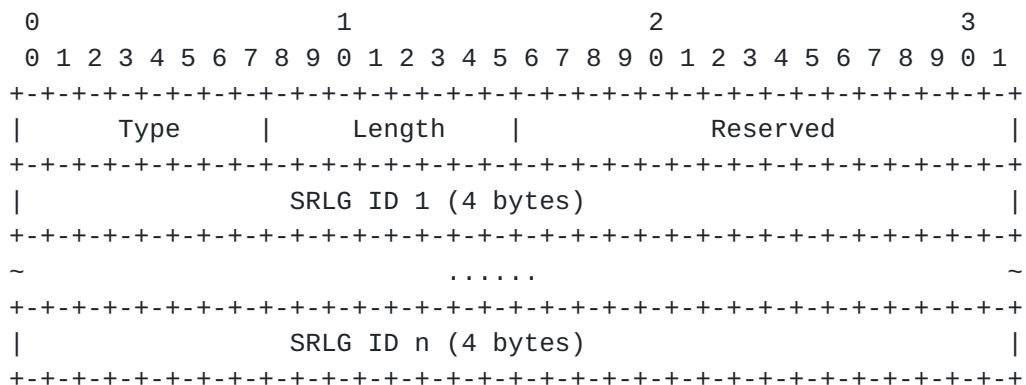 0                   1                   2                   3
 0 1 2 3 4 5 6 7 8 9 0 1 2 3 4 5 6 7 8 9 0 1 2 3 4 5 6 7 8 9 0 1
+-+-+-+-+-+-+-+-+-+-+-+-+-+-+-+-+-+-+-+-+-+-+-+-+-+-+-+-+-+-+-+-+
|      Type     |     Length    |            Reserved           |
+-+-+-+-+-+-+-+-+-+-+-+-+-+-+-+-+-+-+-+-+-+-+-+-+-+-+-+-+-+-+-+-+
|                 SRLG ID 1 (4 bytes)                           |
+-+-+-+-+-+-+-+-+-+-+-+-+-+-+-+-+-+-+-+-+-+-+-+-+-+-+-+-+-+-+-+-+
~                           ......                              ~
+-+-+-+-+-+-+-+-+-+-+-+-+-+-+-+-+-+-+-+-+-+-+-+-+-+-+-+-+-+-+-+-+
|                 SRLG ID n (4 bytes)                           |
+-+-+-+-+-+-+-+-+-+-+-+-+-+-+-+-+-+-+-+-+-+-+-+-+-+-+-+-+-+-+-+-+